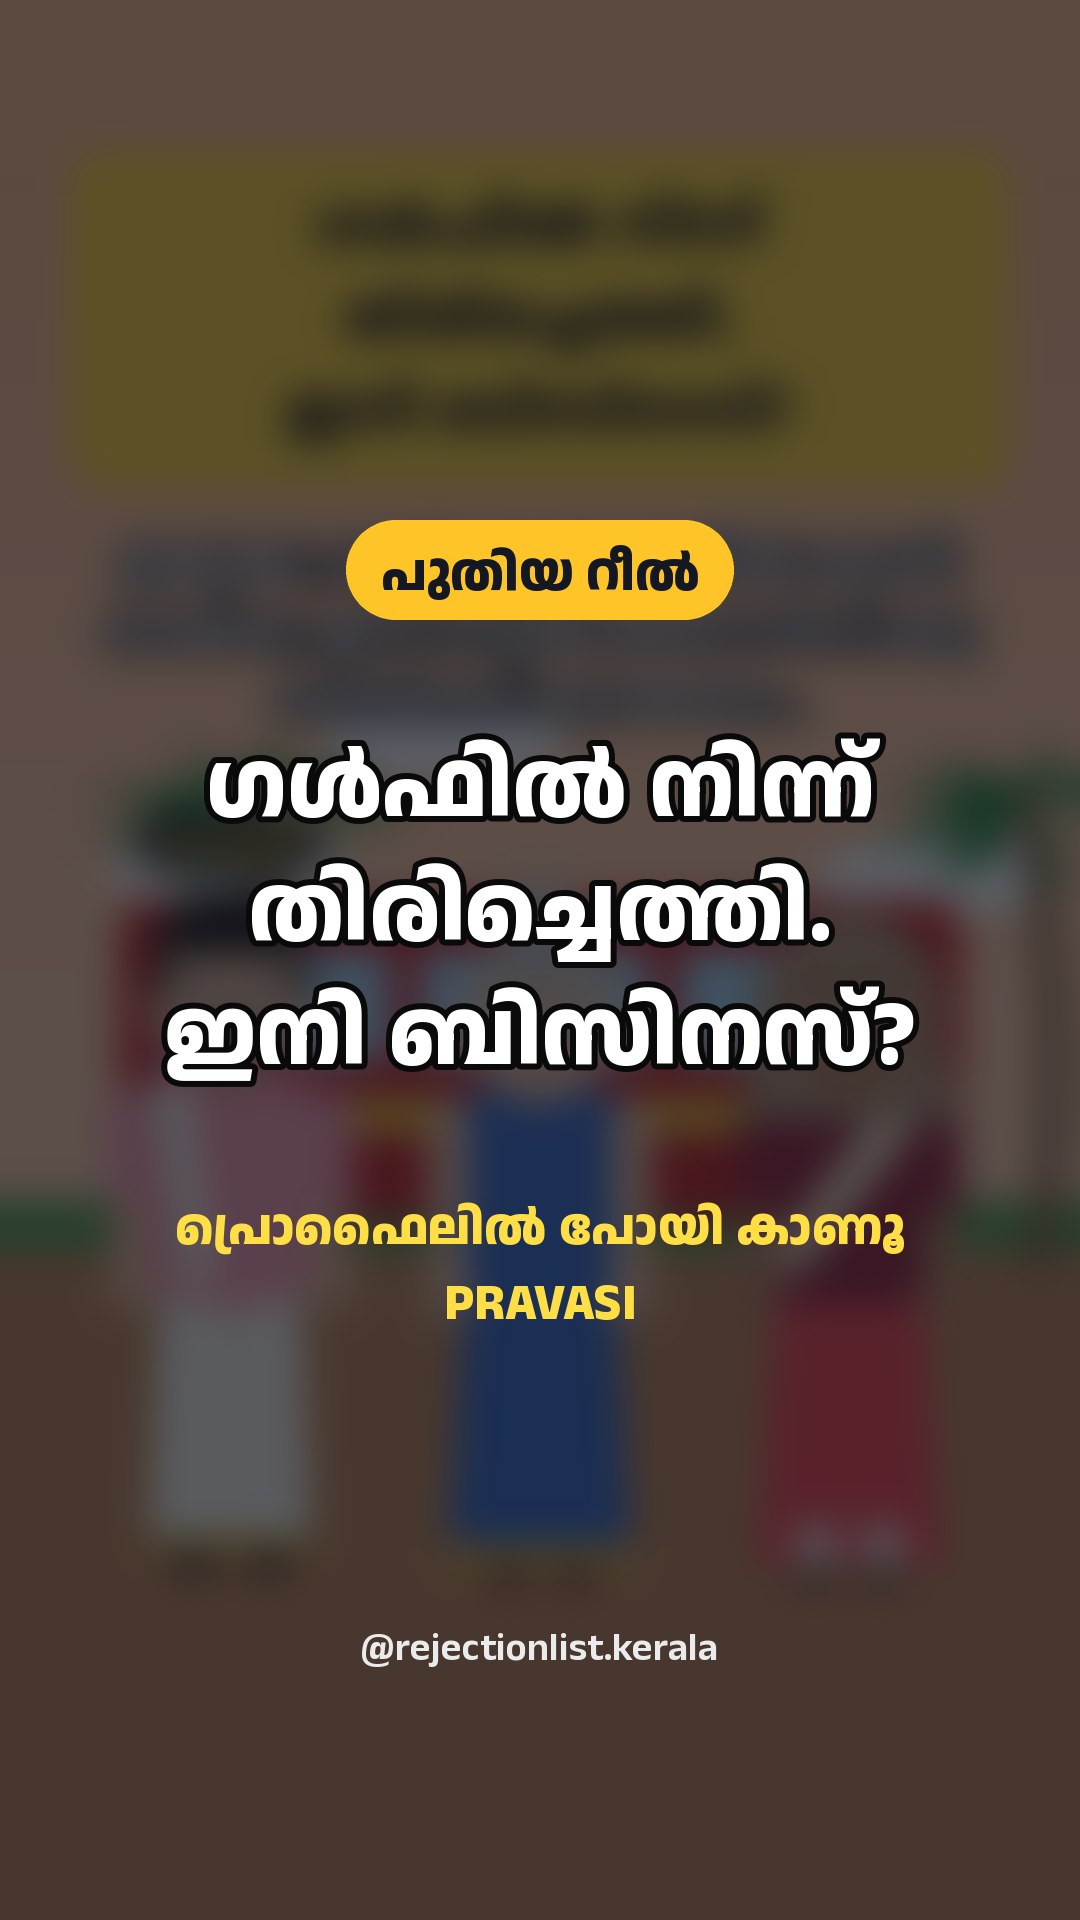 പുതിയ റീൽ
ഗൾഫിൽ നിന്ന്
തിരിച്ചെത്തി.
ഇനി ബിസിനസ്?
പ്രൊഫൈലിൽ പോയി കാണൂ
PRAVASI
@rejectionlist.kerala